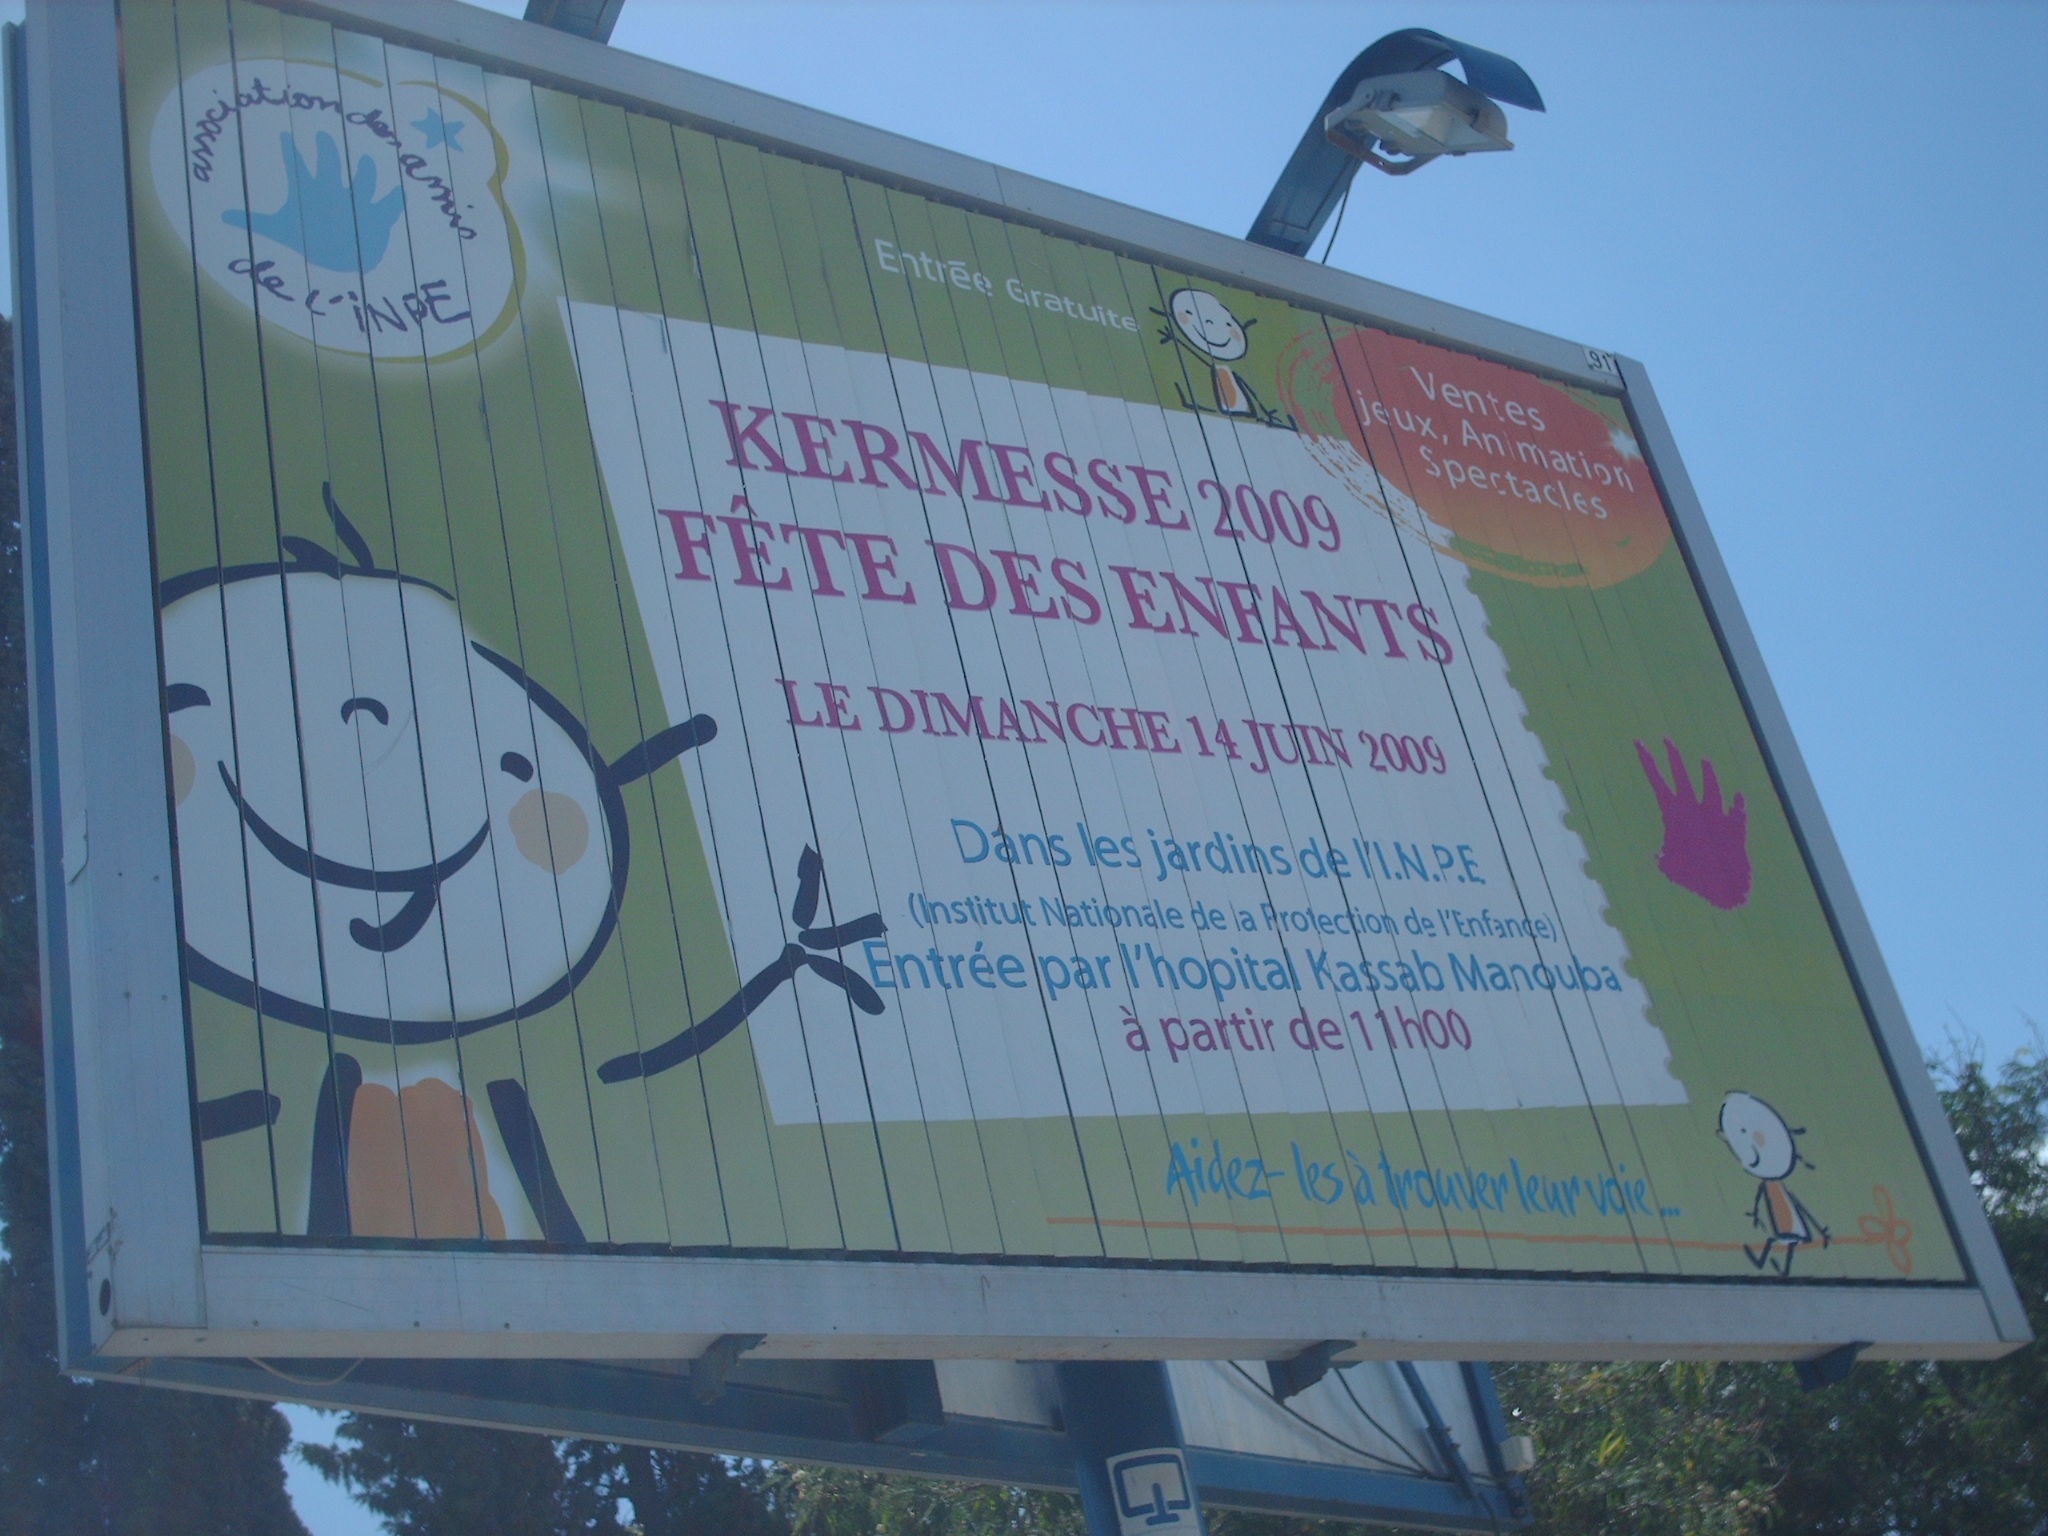 association des amis
de l'iNPE
Entrée Gratuite
Ventes
jeux, Animation
Spectacles
91
KERMESSE 2009
FÊTE DES ENFANTS
LE DIMANCHE 14 JUIN 2009
Dans les jardins de l'I.N.P.E
(Institut Nationale de la Protection de l'Enfance)
Entrée par l'hopital Kassab Manouba
à partir de 11h00
Aidez-les à trouver leur voie...